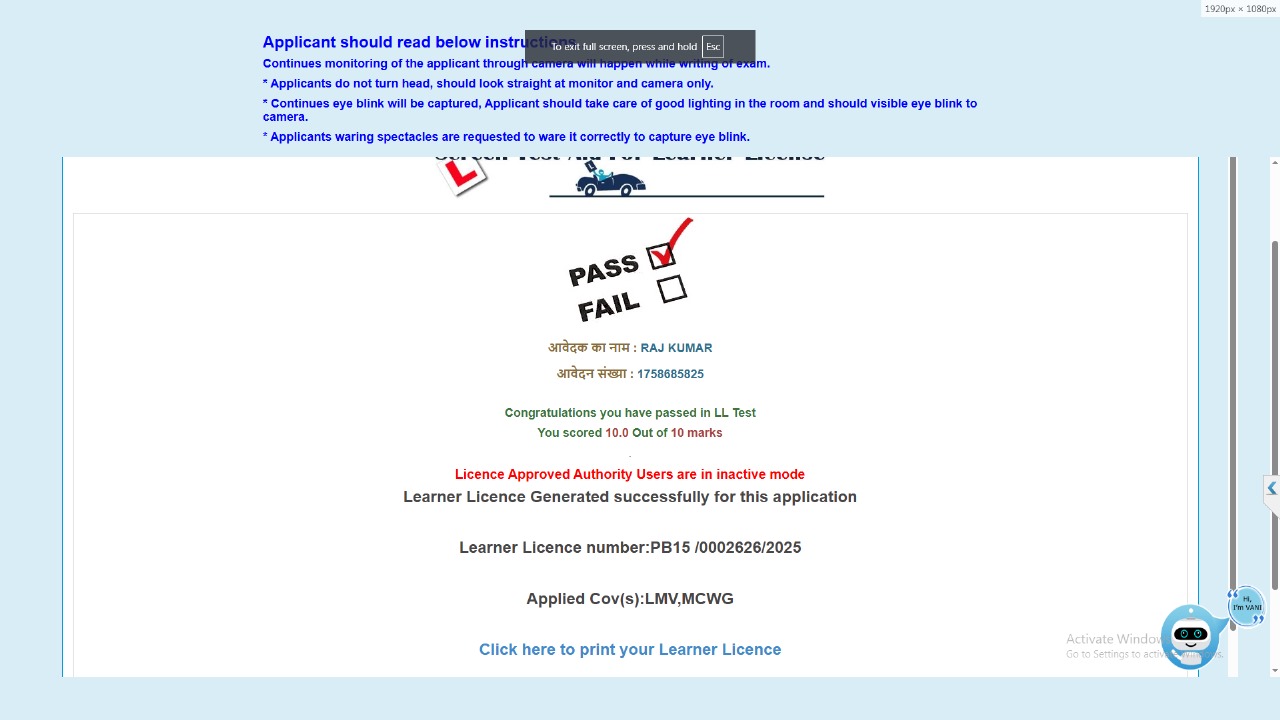 1920px × 1080px
Applicant should read below instructions
To exit full screen, press and hold Esc
Continues monitoring of the applicant through camera will happen while writing of exam.
* Applicants do not turn head, should look straight at monitor and camera only.
* Continues eye blink will be captured, Applicant should take care of good lighting in the room and should visible eye blink to
camera.
* Applicants waring spectacles are requested to ware it correctly to capture eye blink.
Screen Test Aid For Learner License
L
PASS
FAIL
आवेदक का नाम : RAJ KUMAR
आवेदन संख्या : 1758685825
Congratulations you have passed in LL Test
You scored 10.0 Out of 10 marks
.
Licence Approved Authority Users are in inactive mode
Learner Licence Generated successfully for this application
Learner Licence number:PB15 /0002626/2025
Applied Cov(s):LMV,MCWG
Click here to print your Learner Licence
Hi,
I'm VANI
Activate Windows
Go to Settings to activate Windows.